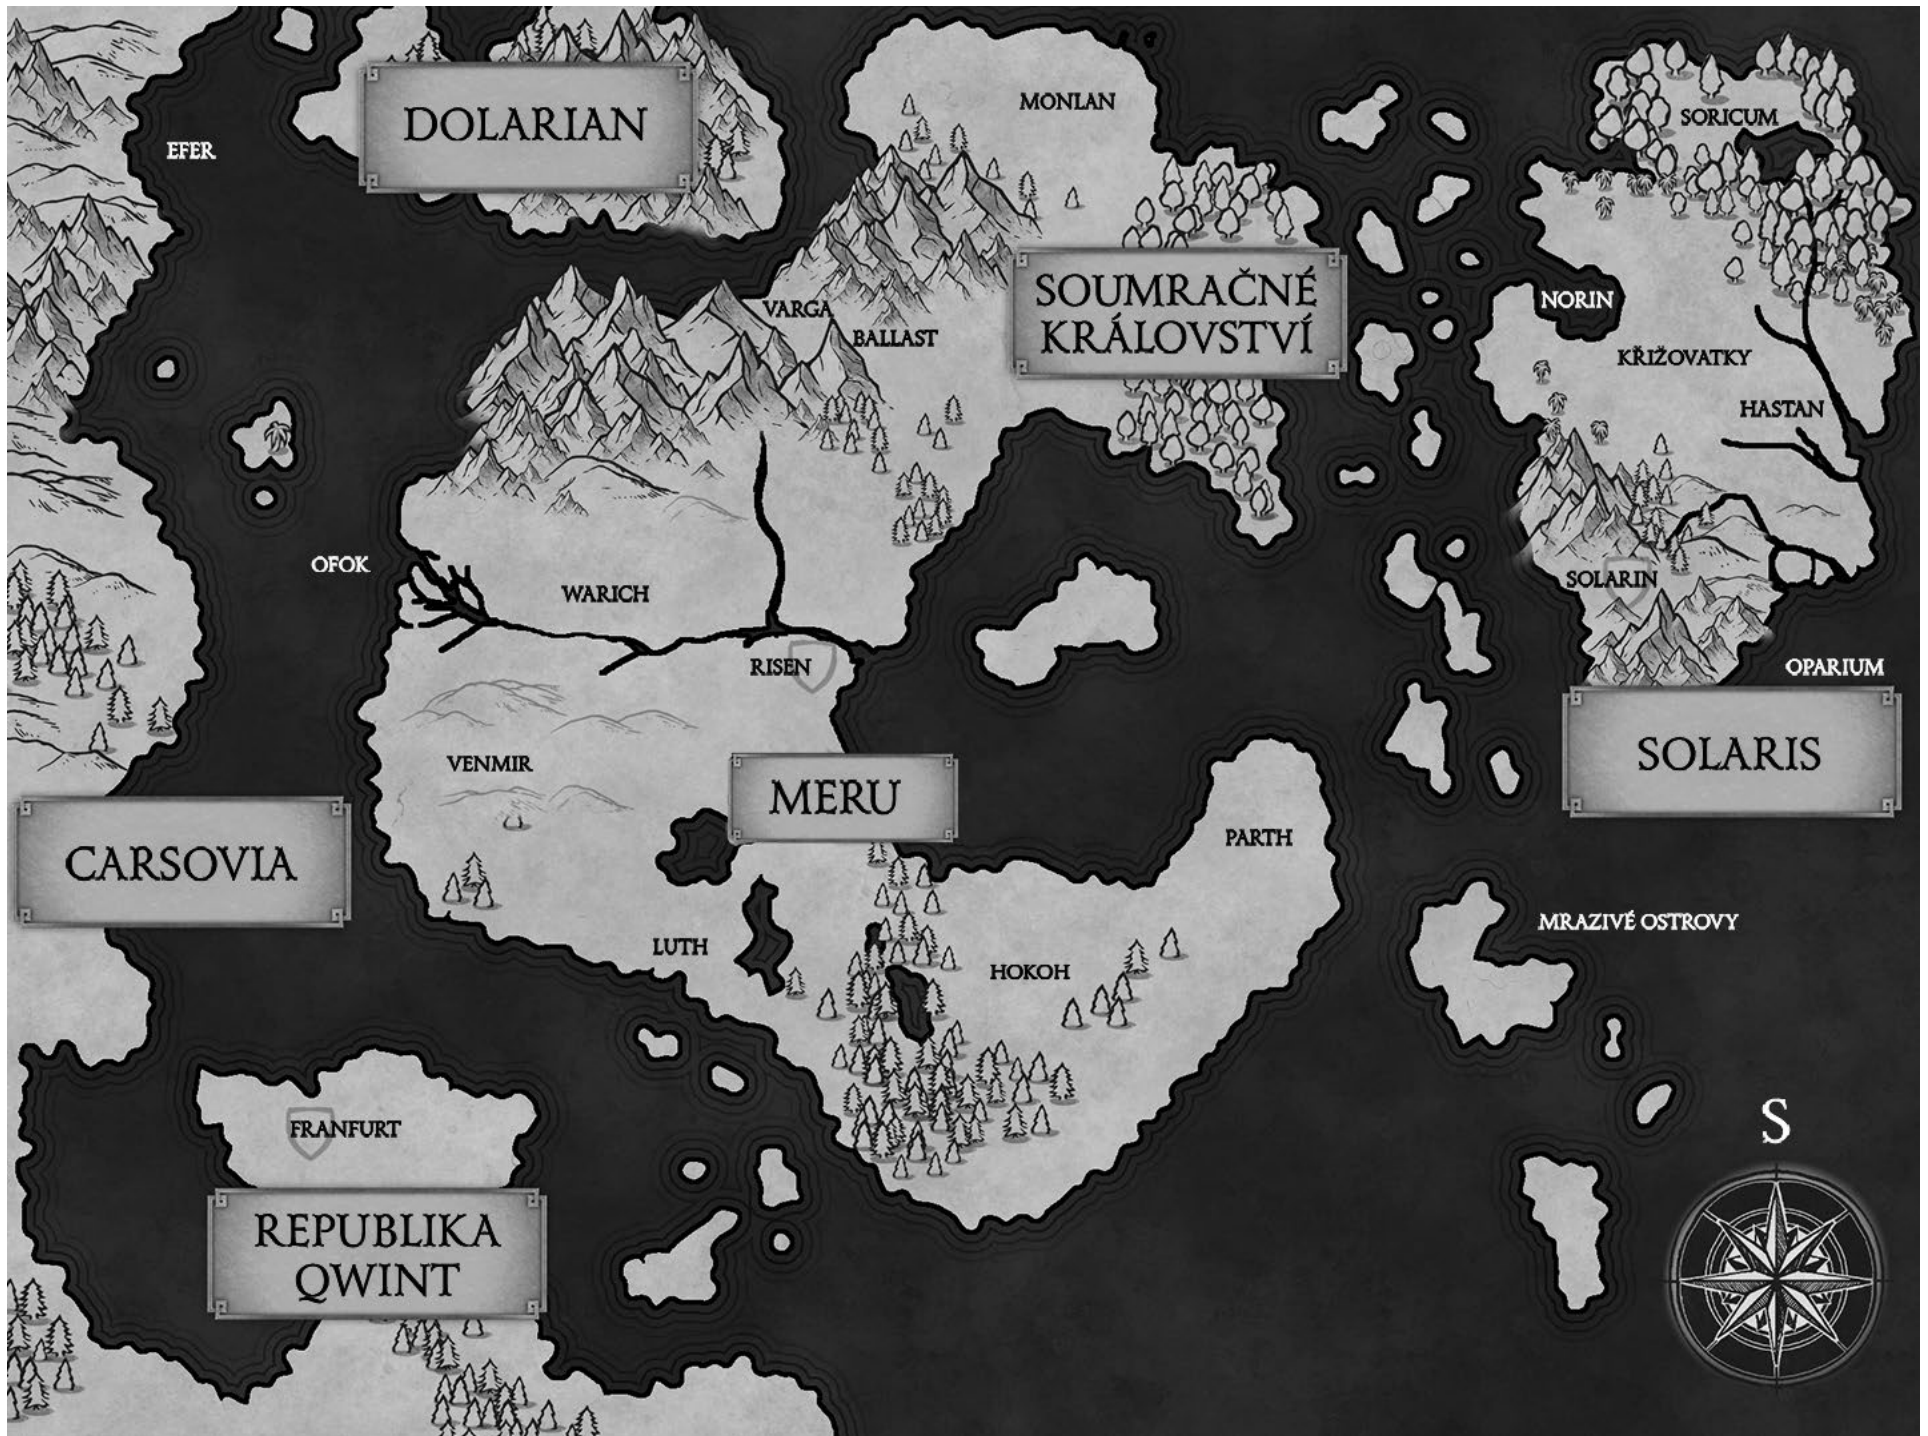 MONLAN
SORICUM
DOLARIAN
EFER
SOUMRAČNÉ
KRÁLOVSTVÍ
NORIN
VARGA
BALLAST
KŘIŽOVATKY
HASTAN
OFOK
WARICH
SOLARIN
RISEN
OPARIUM
VENMIR
MERU
SOLARIS
PARTH
CARSOVIA
MRAZIVÉ OSTROVY
LUTH
HOKOH
FRANFURT
S
REPUBLIKA
QWINT